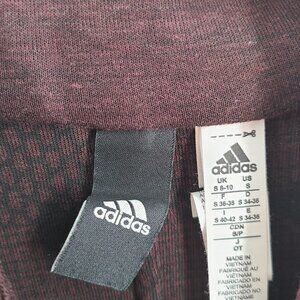 adidas
adidas
UK US
S 8-10 S
F D
S 36-38 S 34-36
I E
S 40-42 S 34-36
CDN
S/P
J
OT
MADE IN
VIETNAM
FABRIQUÉ AU
VIETNAM
FABRICADO EN
VIETNAM